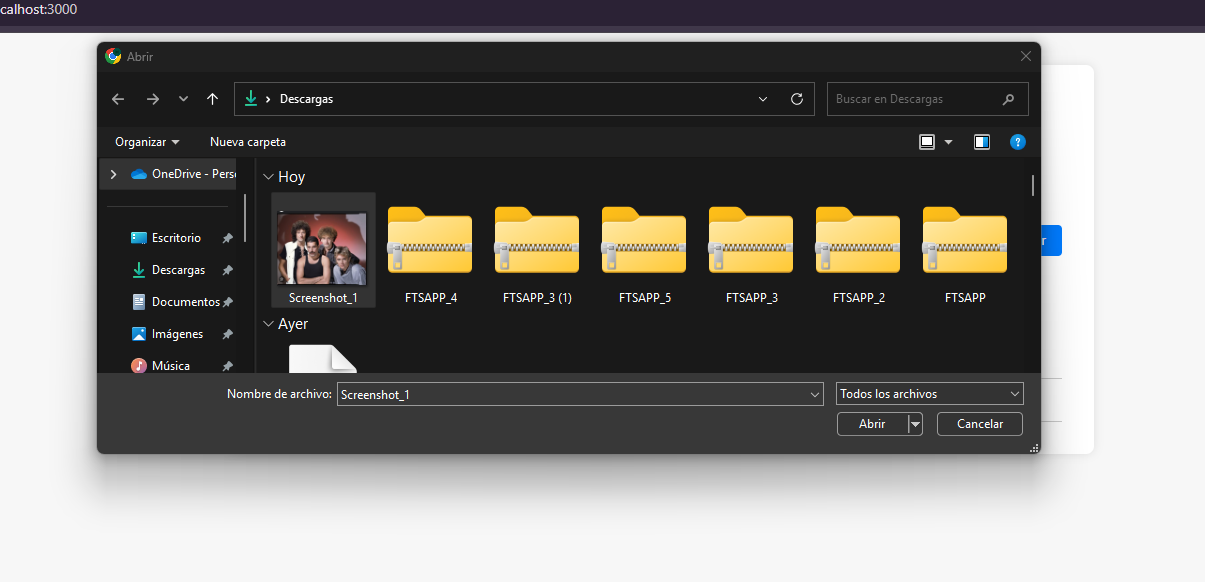 calhost:3000
Abrir
Descargas
Buscar en Descargas
Organizar
Nueva carpeta
OneDrive - Pers
Hoy
Escritorio
Descargas
Documentos
Imágenes
Música
Screenshot_1
FTSAPP_4
FTSAPP_3 (1)
FTSAPP_5
FTSAPP_3
FTSAPP_2
FTSAPP
Ayer
r
Nombre de archivo:
Screenshot_1
Todos los archivos
Abrir
Cancelar